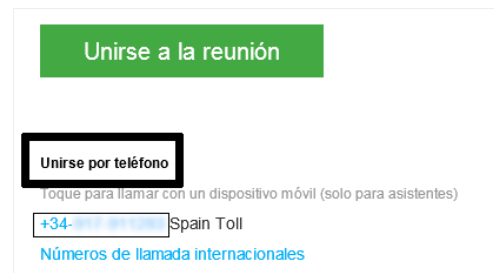 Unirse a la reunión
Unirse por teléfono
Toque para llamar con un dispositivo móvil (solo para asistentes)
+34- Spain Toll
Números de llamada internacionales